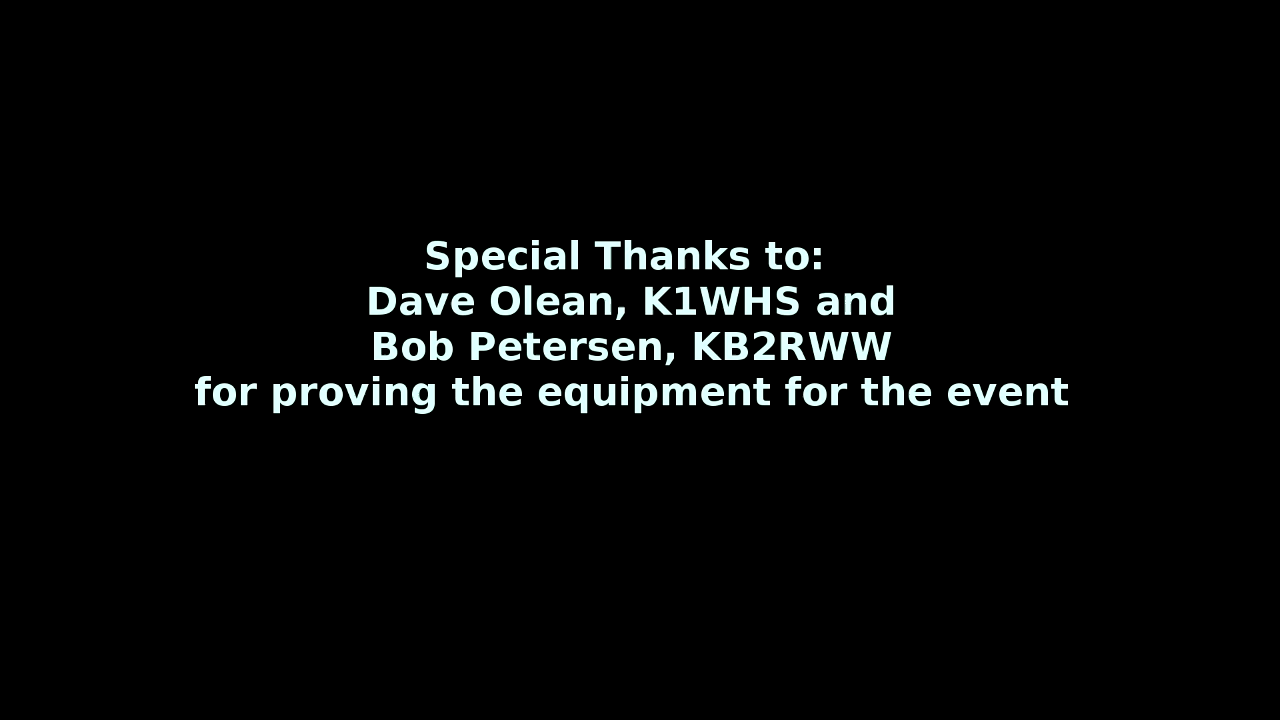 Special Thanks to:
Dave Olean, K1WHS and
Bob Petersen, KB2RWW
for proving the equipment for the event